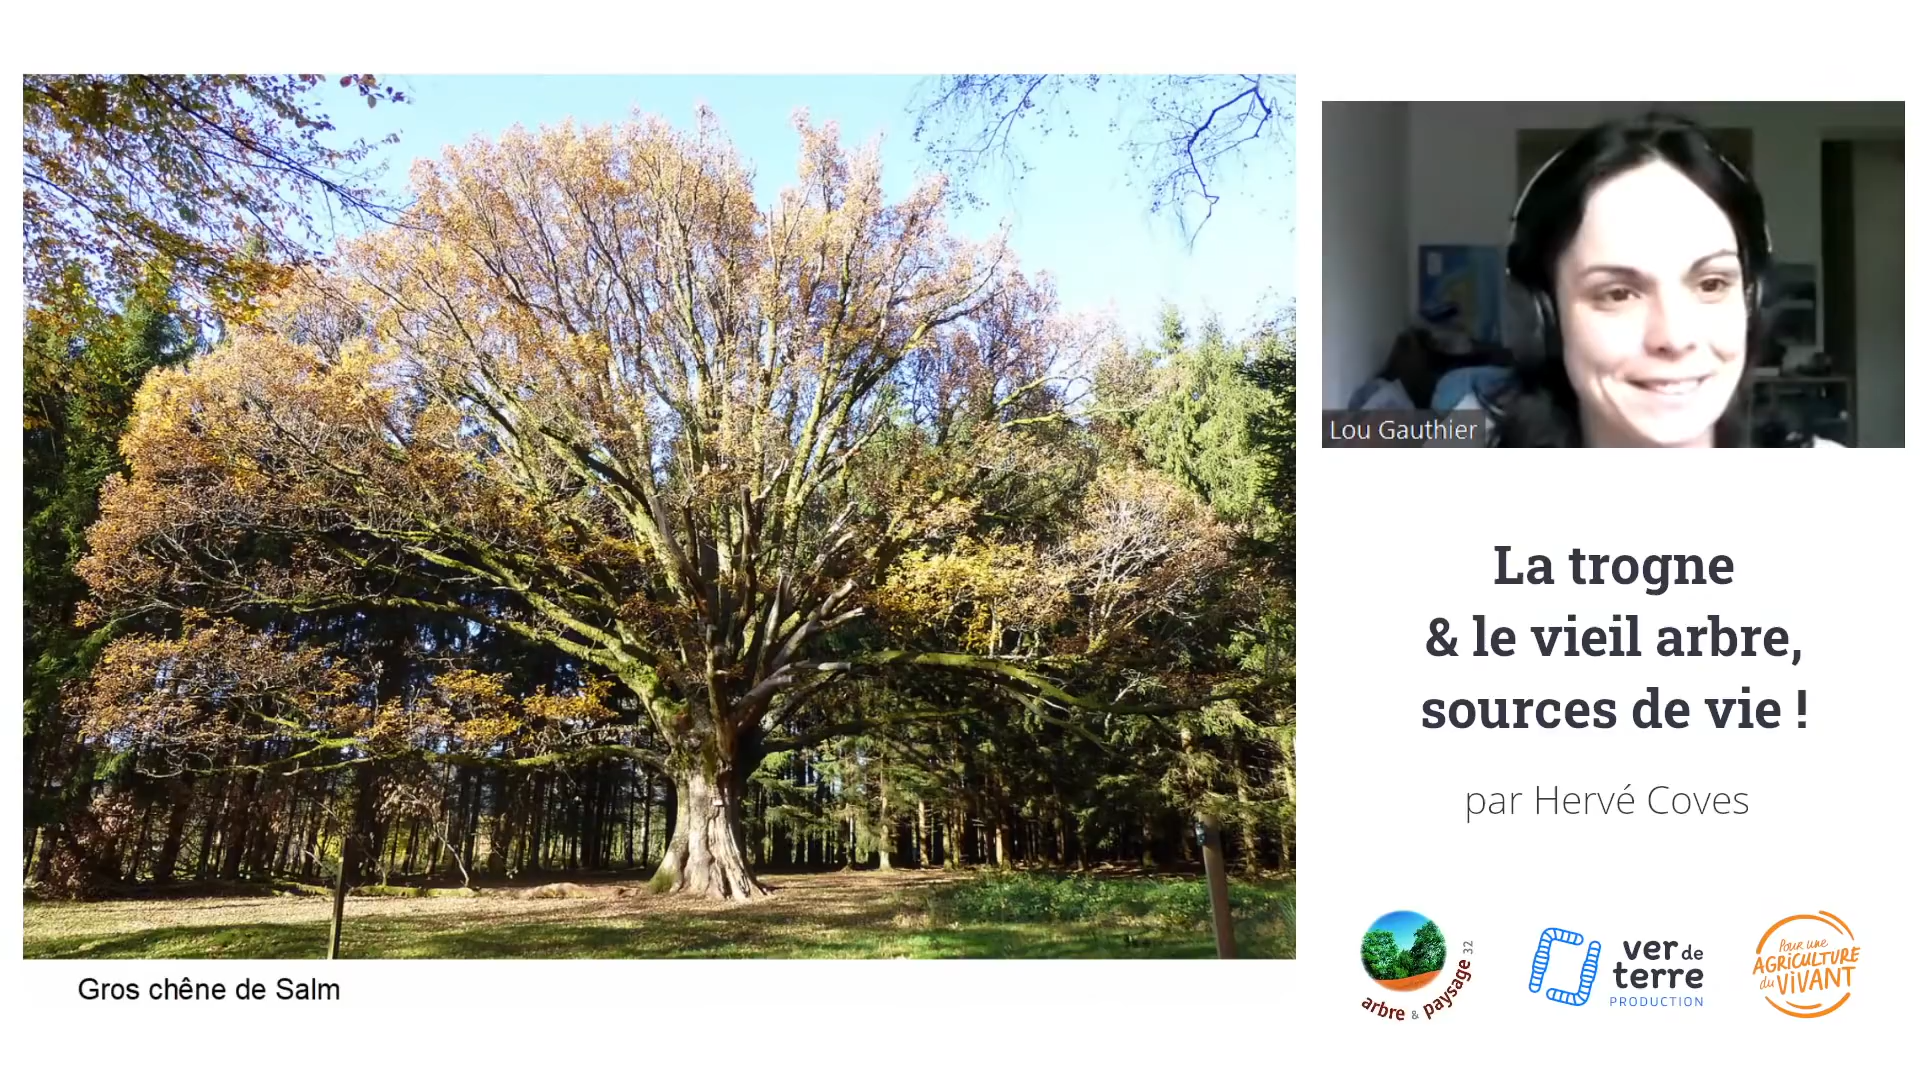 Lou Gauthier
La trogne
& le vieil arbre,
sources de vie !
par Hervé Coves
Gros chêne de Salm
arbre & paysage 32
ver de
terre
PRODUCTION
Pour une
AGRICULTURE
du VIVANT